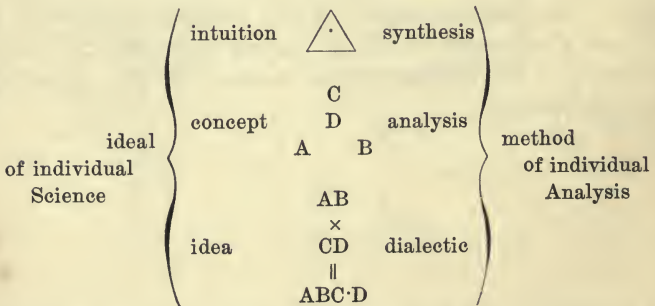 intuition synthesis
C
concept D analysis
A B
ideal
of individual
Science
method
of individual
Analysis
AB
×
idea CD dialectic
||
ABC·D